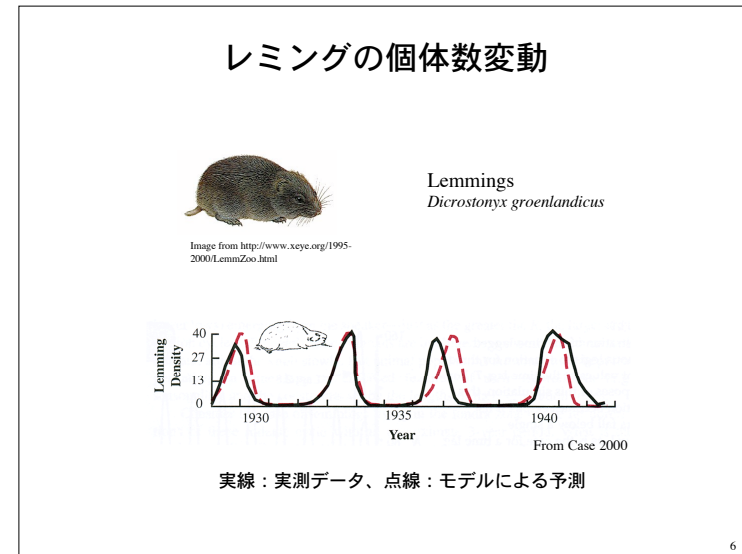 レミングの個体数変動
Lemmings
Dicrostonyx groenlandicus
Image from http://www.xeye.org/1995-
2000/LemmZoo.html
Lemming
Density
40
27
13
0
1930
1935
1940
Year
From Case 2000
実線：実測データ、点線：モデルによる予測
6